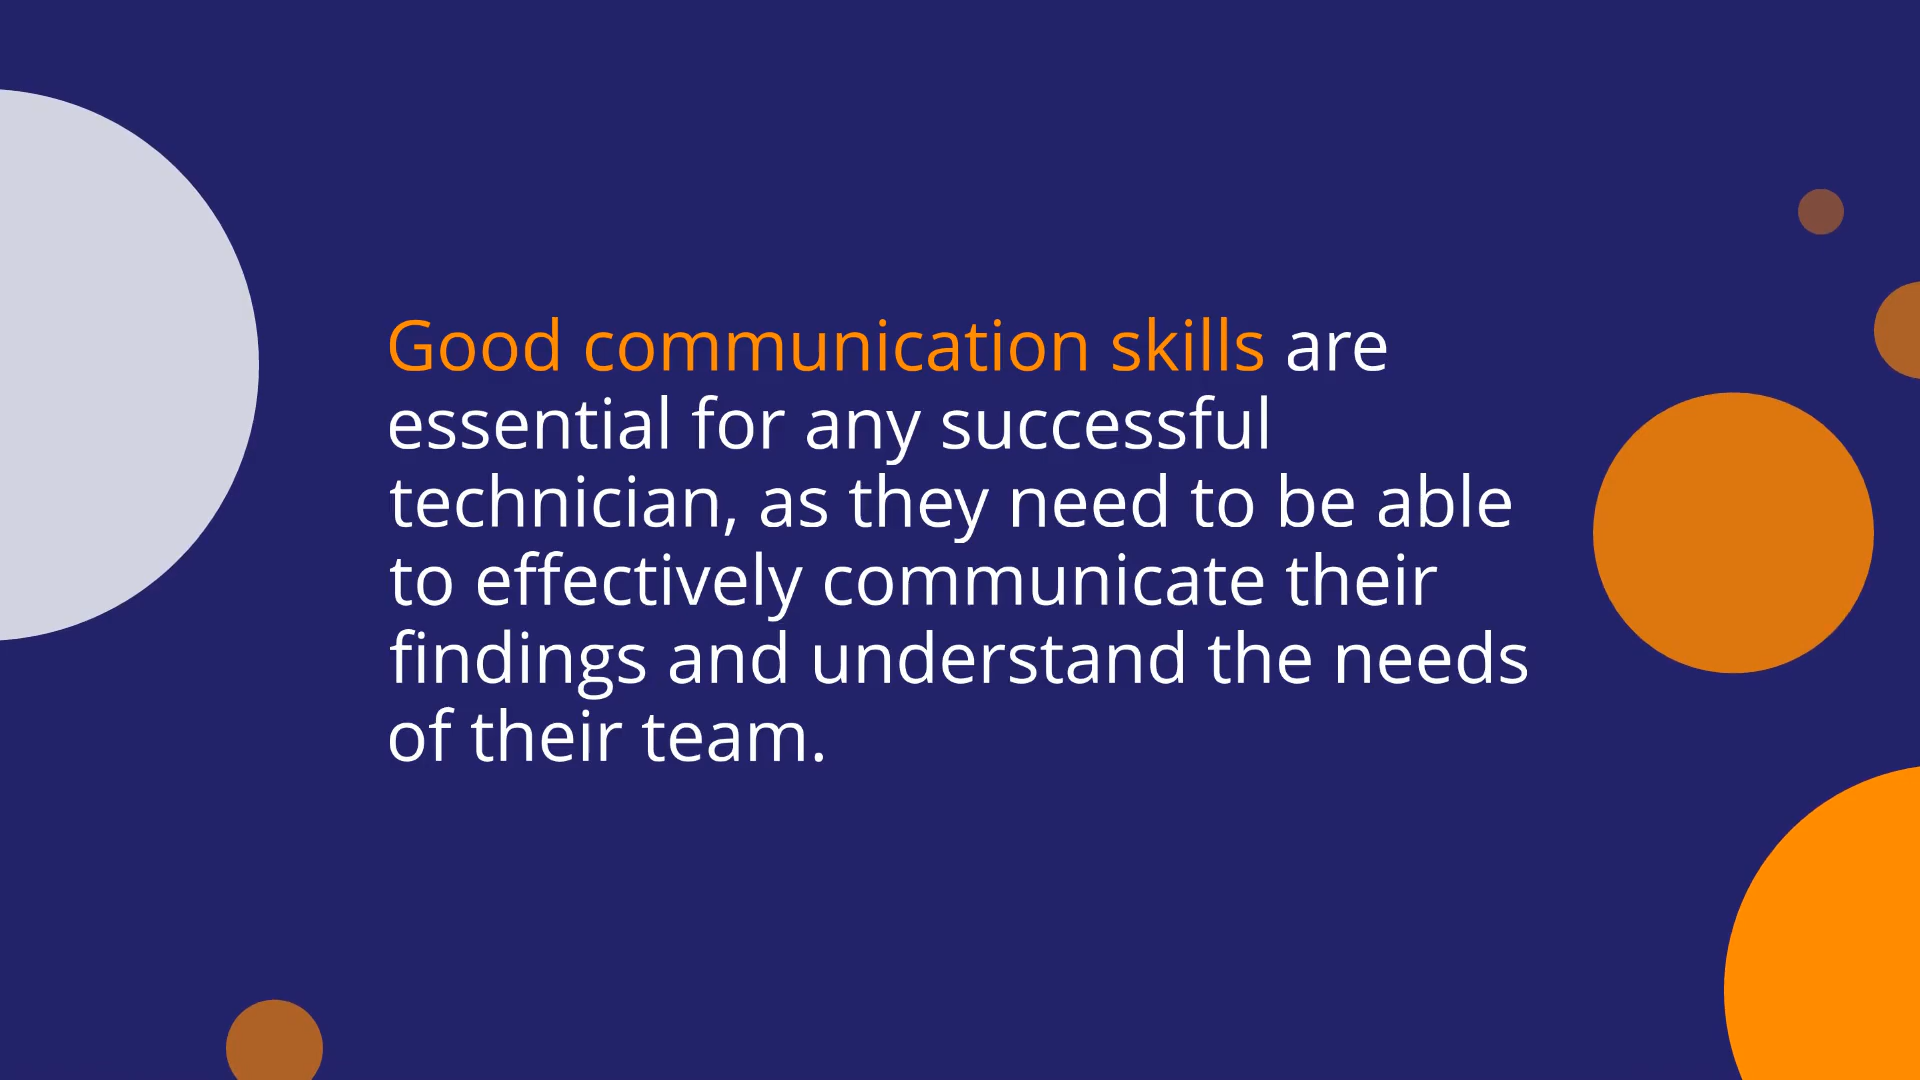 Good communication skills are
essential for any successful
technician, as they need to be able
to effectively communicate their
findings and understand the needs
of their team.